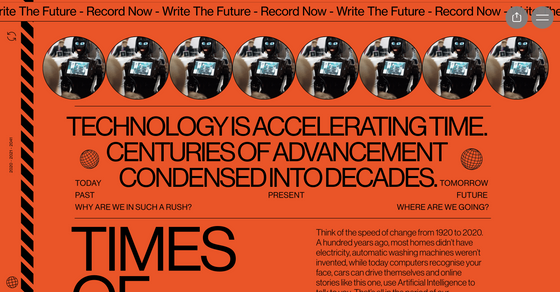 rite The Future - Record Now - Write The Future - Record Now - Write The Future - Record Now - Write The
TECHNOLOGY IS ACCELERATING TIME.
CENTURIES OF ADVANCEMENT
CONDENSED INTO DECADES.
TODAY
TOMORROW
PAST
PRESENT
FUTURE
WHY ARE WE IN SUCH A RUSH?
WHERE ARE WE GOING?
TIMES
OF
Think of the speed of change from 1920 to 2020.
A hundred years ago, most homes didn't have
electricity, automatic washing machines weren't
invented, while today computers recognise your
face, cars can drive themselves and online
stories like this one, use Artificial Intelligence to